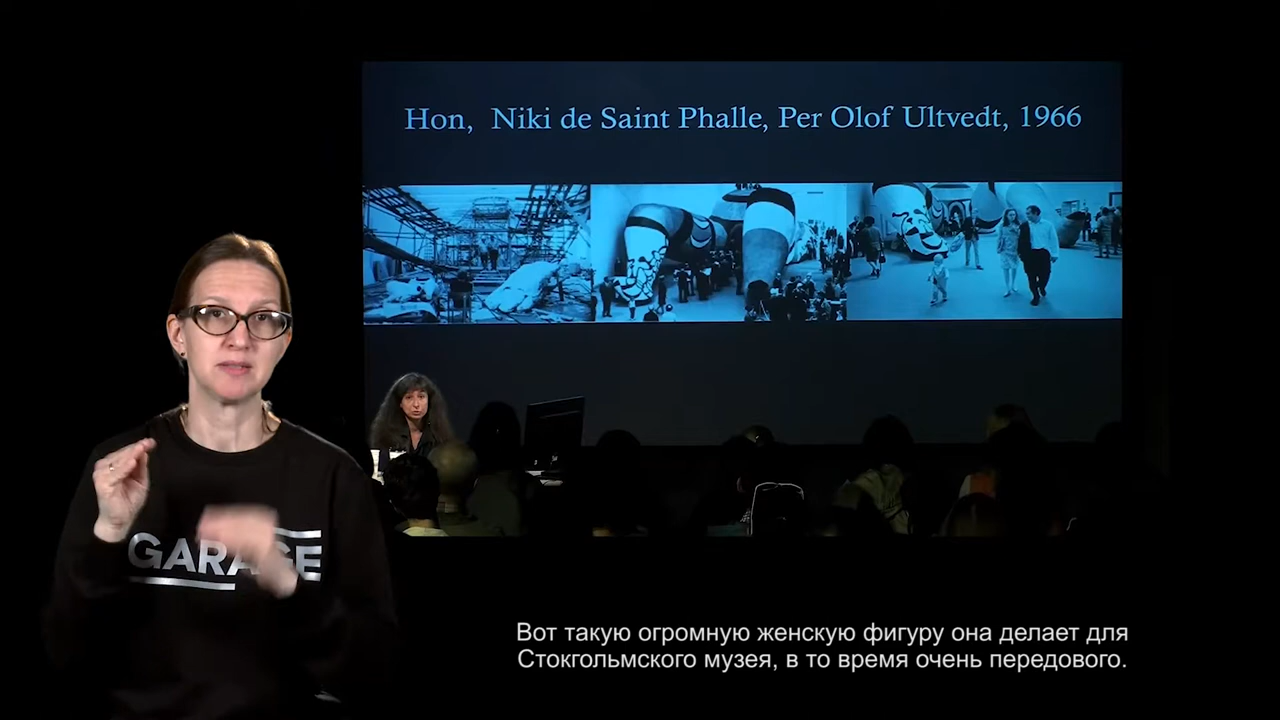 Hon, Niki de Saint Phalle, Per Olof Ultvedt, 1966
GARAGE
Вот такую огромную женскую фигуру она делает для
Стокгольмского музея, в то время очень передового.